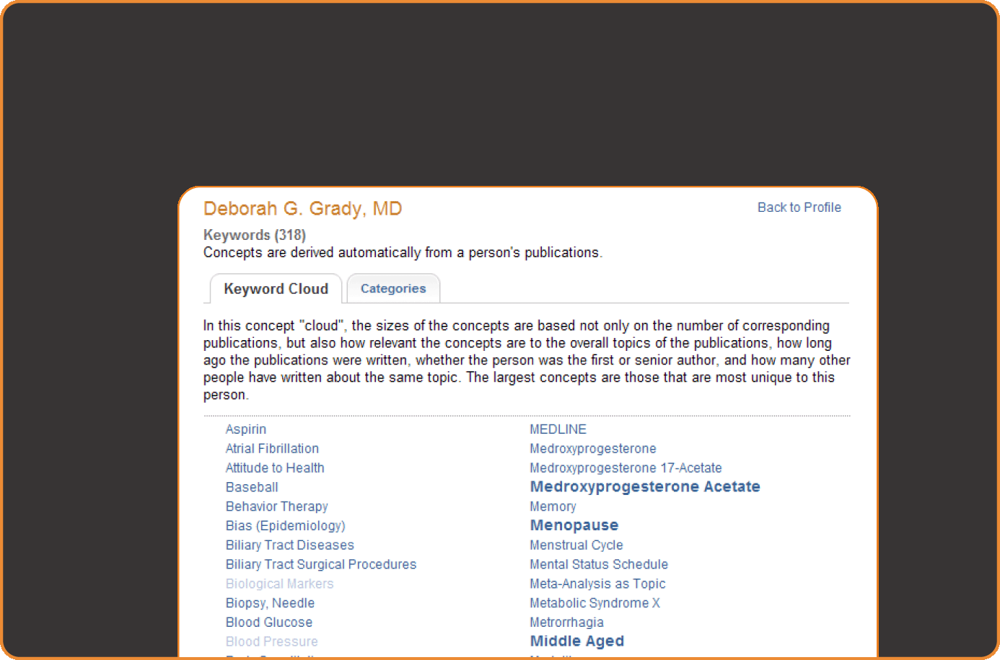 Deborah G. Grady, MD
Back to Profile
Keywords (318)
Concepts are derived automatically from a person's publications.
Keyword Cloud
Categories
In this concept "cloud", the sizes of the concepts are based not only on the number of corresponding
publications, but also how relevant the concepts are to the overall topics of the publications, how long
ago the publications were written, whether the person was the first or senior author, and how many other
people have written about the same topic. The largest concepts are those that are most unique to this
person.
Aspirin
Atrial Fibrillation
Attitude to Health
Baseball
Behavior Therapy
Bias (Epidemiology)
Biliary Tract Diseases
Biliary Tract Surgical Procedures
Biological Markers
Biopsy, Needle
Blood Glucose
Blood Pressure
MEDLINE
Medroxyprogesterone
Medroxyprogesterone 17-Acetate
Medroxyprogesterone Acetate
Memory
Menopause
Menstrual Cycle
Mental Status Schedule
Meta-Analysis as Topic
Metabolic Syndrome X
Metrorrhagia
Middle Aged